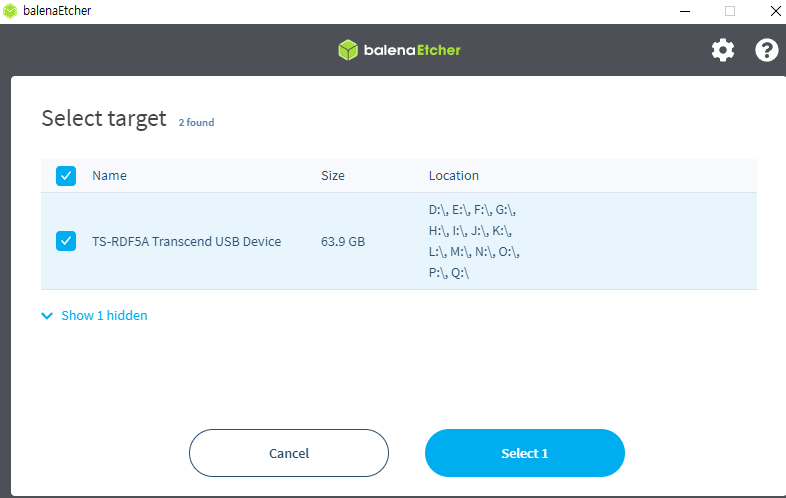 balenaEtcher
balenaEtcher
Select target 2 found
Name Size Location
TS-RDF5A Transcend USB Device 63.9 GB D:\, E:\, F:\, G:\,
H:\, I:\, J:\, K:\,
L:\, M:\, N:\, O:\,
P:\, Q:\
Show 1 hidden
Cancel Select 1